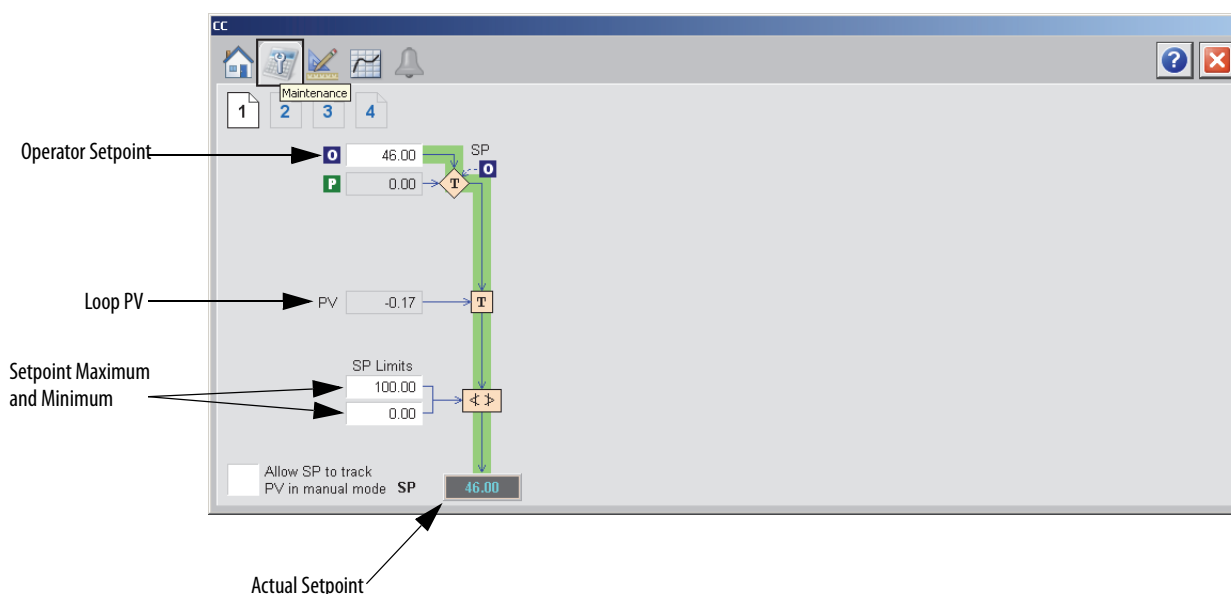 CC
Maintenance
1 2 3 4
Operator Setpoint
O 46.00 SP
O
P 0.00 T
Loop PV
PV -0.17 T
Setpoint Maximum
and Minimum
SP Limits
100.00
0.00
Allow SP to track
PV in manual mode SP 46.00
Actual Setpoint
?